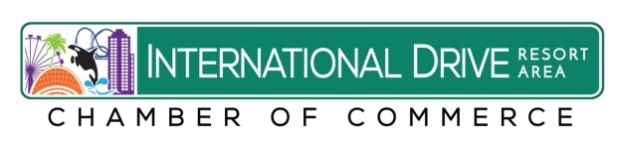 INTERNATIONAL DRIVE RESORT AREA
CHAMBER OF COMMERCE